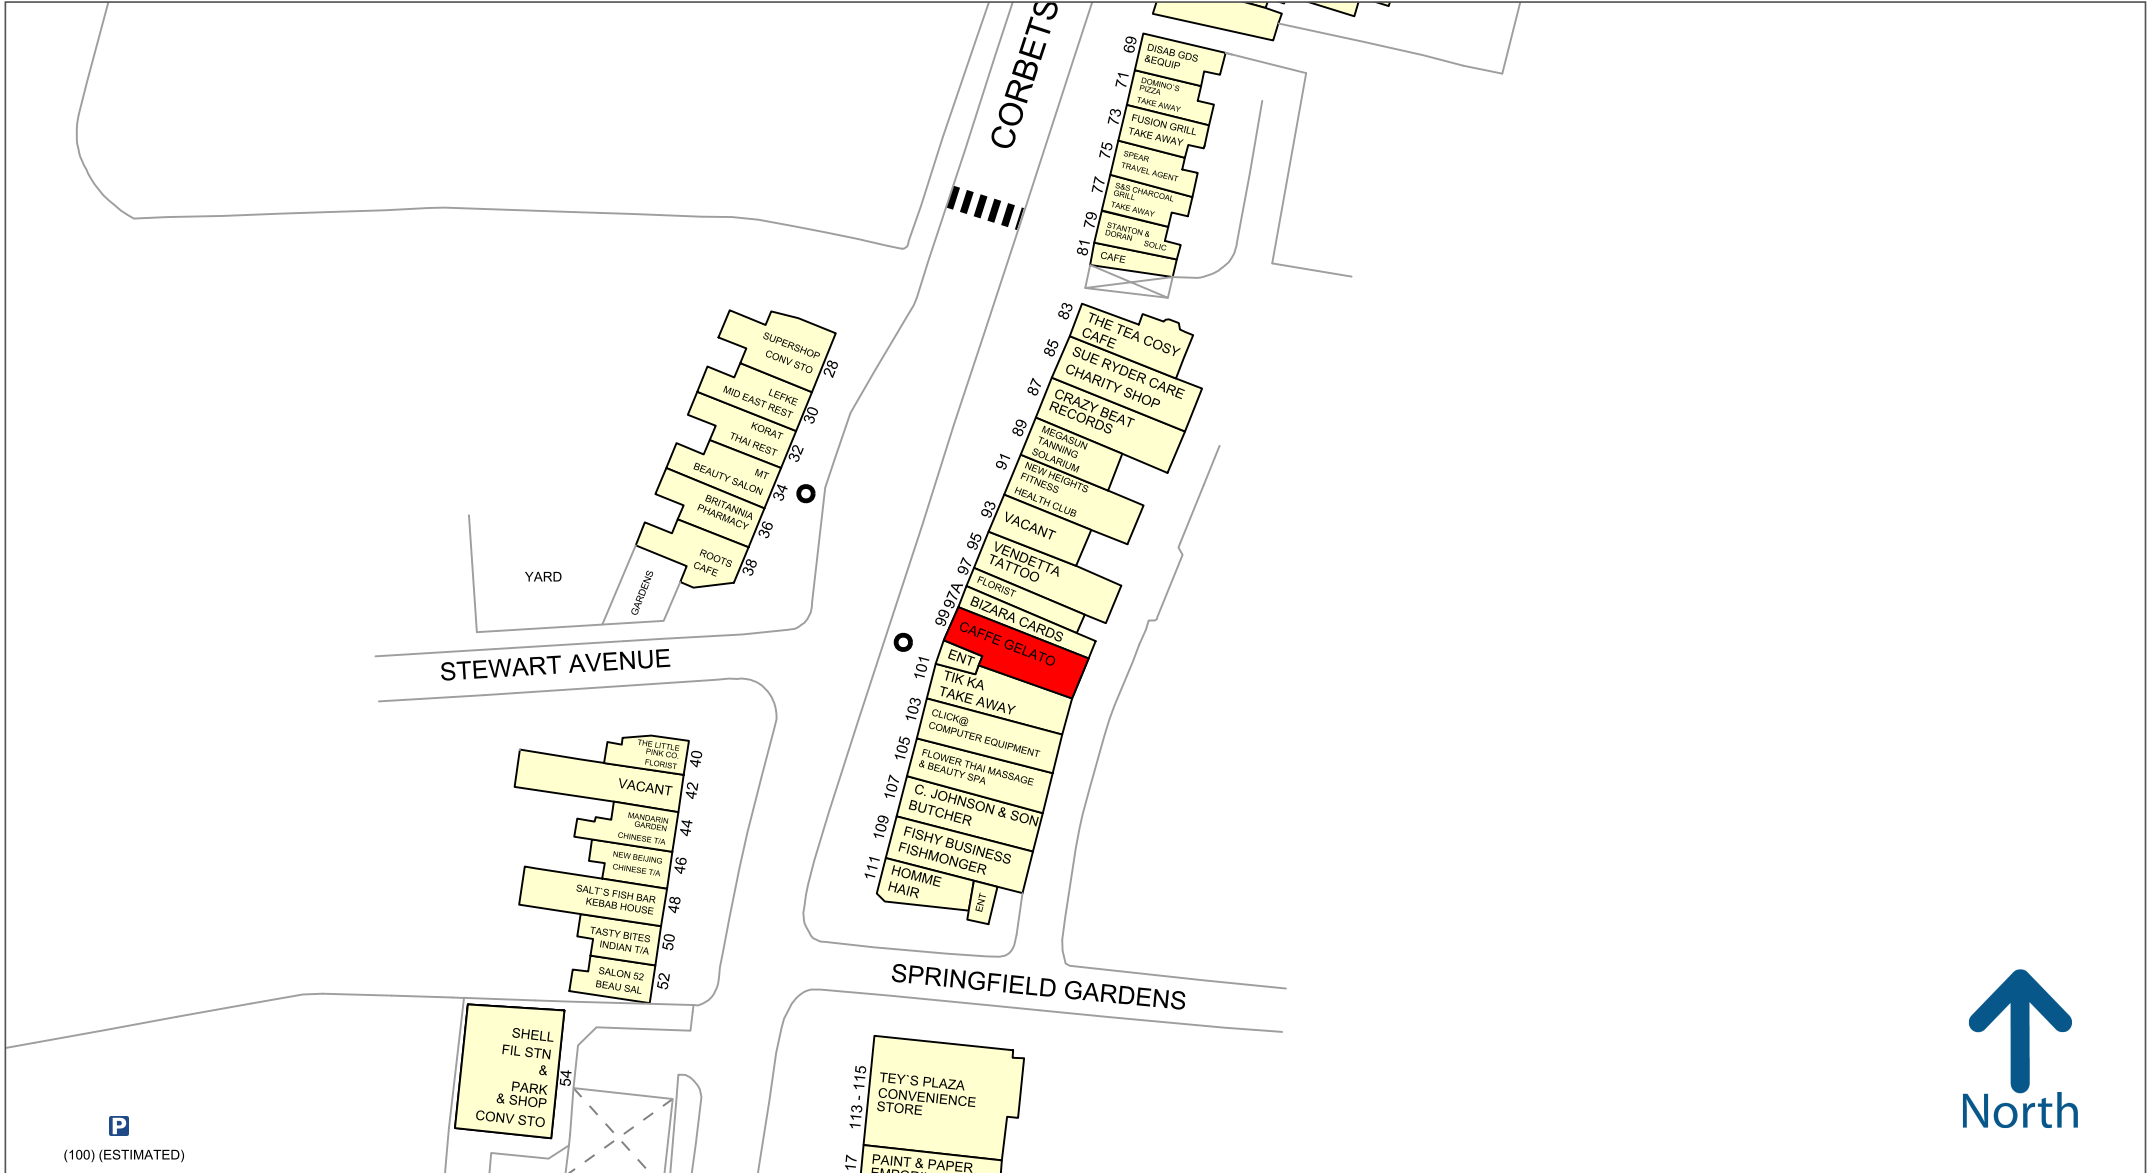 CORBETS
69
DISAB GDS
&EQUIP
71
DOMINO`S
PIZZA
TAKE AWAY
73
FUSION GRILL
TAKE AWAY
75
SPEAR
TRAVEL AGENT
77
S&S CHARCOAL
GRILL
TAKE AWAY
79
STANTON &
DORAN SOLIC
81
CAFE
83
THE TEA COSY
CAFE
85
SUE RYDER CARE
CHARITY SHOP
87
CRAZY BEAT
RECORDS
89
MEGASUN
TANNING
SOLARIUM
91
NEW HEIGHTS
FITNESS
HEALTH CLUB
93
VACANT
95
VENDETTA
TATTOO
97
FLORIST
97A
BIZARA CARDS
99
CAFFE GELATO
ENT
101
TIK KA
TAKE AWAY
103
CLICK@
COMPUTER EQUIPMENT
105
FLOWER THAI MASSAGE
& BEAUTY SPA
107
C. JOHNSON & SON
BUTCHER
109
FISHY BUSINESS
FISHMONGER
111
HOMME
HAIR
ENT
SUPERSHOP
CONV STO
28
LEFKE
MID EAST REST
30
KORAT
THAI REST
32
MT
BEAUTY SALON
34
BRITANNIA
PHARMACY
36
ROOTS
CAFE
38
YARD
GARDENS
STEWART AVENUE
THE LITTLE
PINK CO.
FLORIST
40
VACANT
42
MANDARIN
GARDEN
CHINESE T/A
44
NEW BEIJING
CHINESE T/A
46
SALT`S FISH BAR
KEBAB HOUSE
48
TASTY BITES
INDIAN T/A
50
SALON 52
BEAU SAL
52
SPRINGFIELD GARDENS
SHELL
FIL STN
&
PARK
& SHOP
CONV STO
54
113 - 115
TEY`S PLAZA
CONVENIENCE
STORE
17
PAINT & PAPER
P
(100) (ESTIMATED)
North